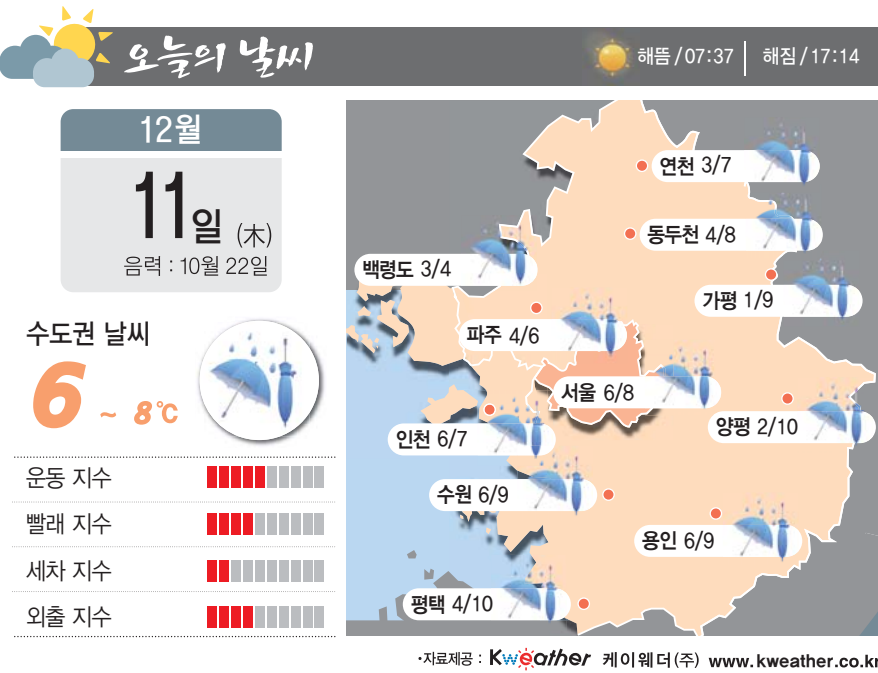 오늘의 날씨
해뜸 / 07:37 해짐 / 17:14
12월
11일 (木)
음력 : 10월 22일
수도권 날씨
6 ~ 8℃
운동 지수
빨래 지수
세차 지수
외출 지수
연천 3/7
동두천 4/8
백령도 3/4
가평 1/9
파주 4/6
서울 6/8
양평 2/10
인천 6/7
수원 6/9
용인 6/9
평택 4/10
·자료제공 : Kweather 케이웨더(주) www.kweather.co.kr